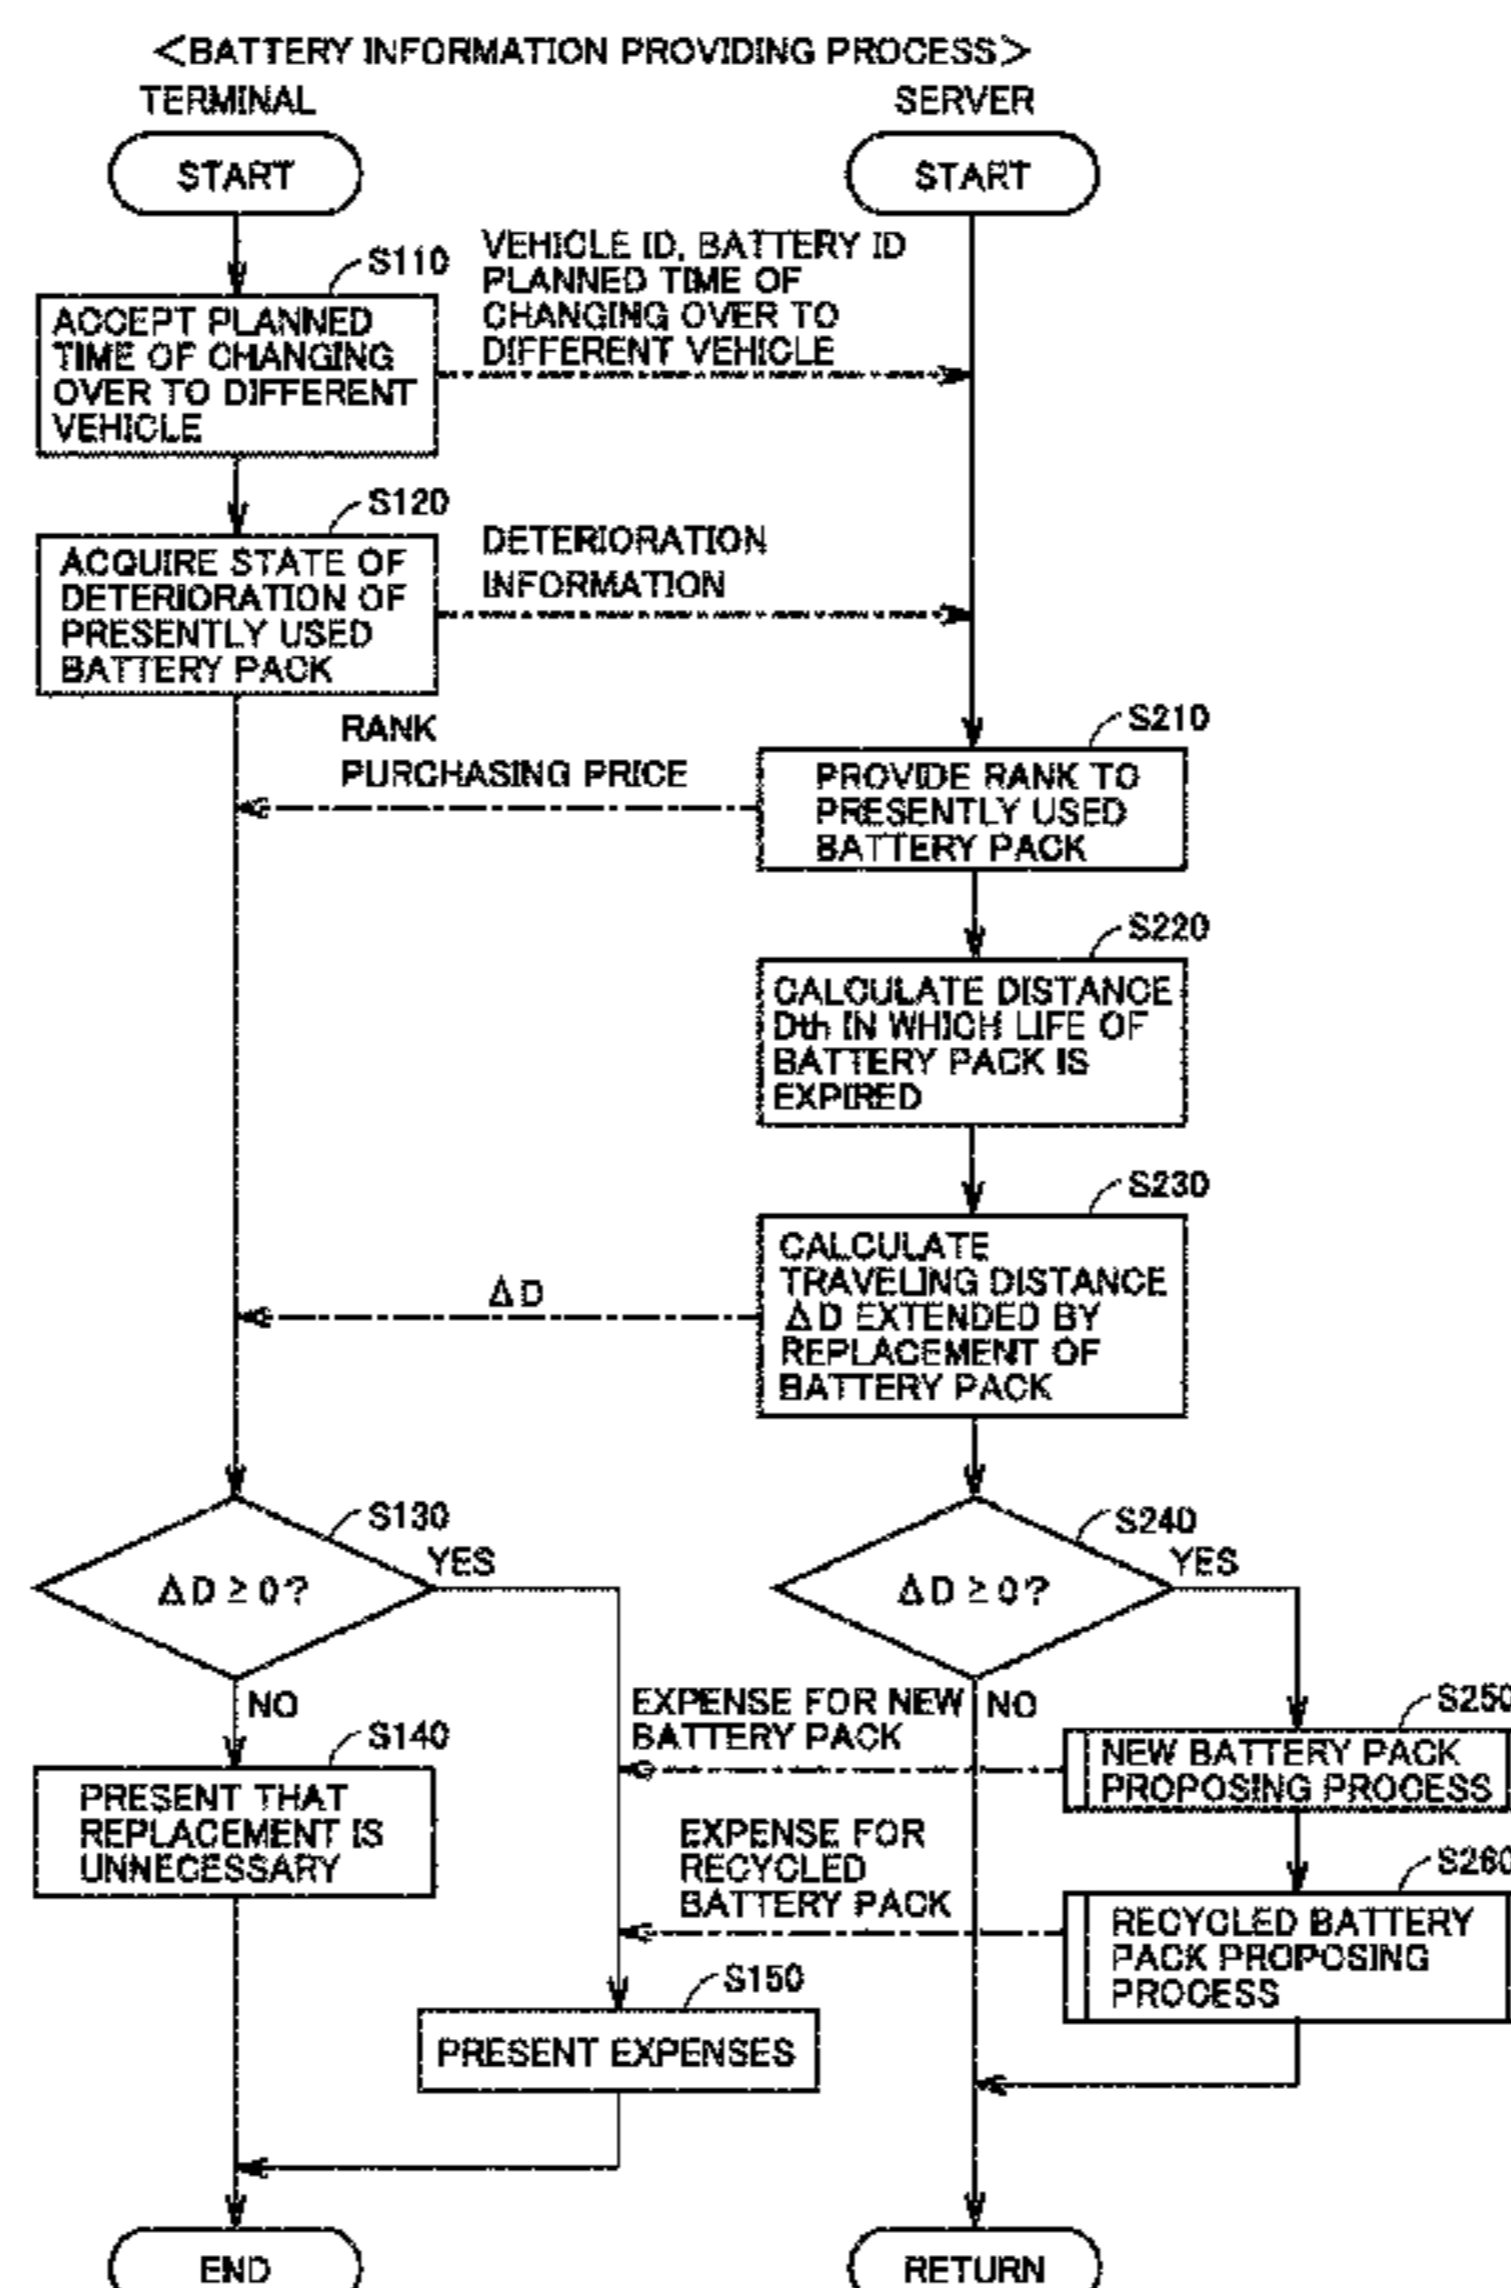 <BATTERY INFORMATION PROVIDING PROCESS>
TERMINAL
SERVER
START
START
S110
VEHICLE ID, BATTERY ID
PLANNED TIME OF
CHANGING OVER TO
DIFFERENT VEHICLE
ACCEPT PLANNED
TIME OF CHANGING
OVER TO DIFFERENT
VEHICLE
S120
DETERIORATION
INFORMATION
ACQUIRE STATE OF
DETERIORATION OF
PRESENTLY USED
BATTERY PACK
RANK
PURCHASING PRICE
S210
PROVIDE RANK TO
PRESENTLY USED
BATTERY PACK
S220
CALCULATE DISTANCE
Dth IN WHICH LIFE OF
BATTERY PACK IS
EXPIRED
S230
CALCULATE
TRAVELING DISTANCE
ΔD EXTENDED BY
REPLACEMENT OF
BATTERY PACK
ΔD
S130
ΔD ≥ 0?
YES
NO
S240
ΔD ≥ 0?
YES
NO
S140
PRESENT THAT
REPLACEMENT IS
UNNECESSARY
EXPENSE FOR NEW
BATTERY PACK
S250
NEW BATTERY PACK
PROPOSING PROCESS
EXPENSE FOR
RECYCLED
BATTERY PACK
S260
RECYCLED BATTERY
PACK PROPOSING
PROCESS
S150
PRESENT EXPENSES
END
RETURN